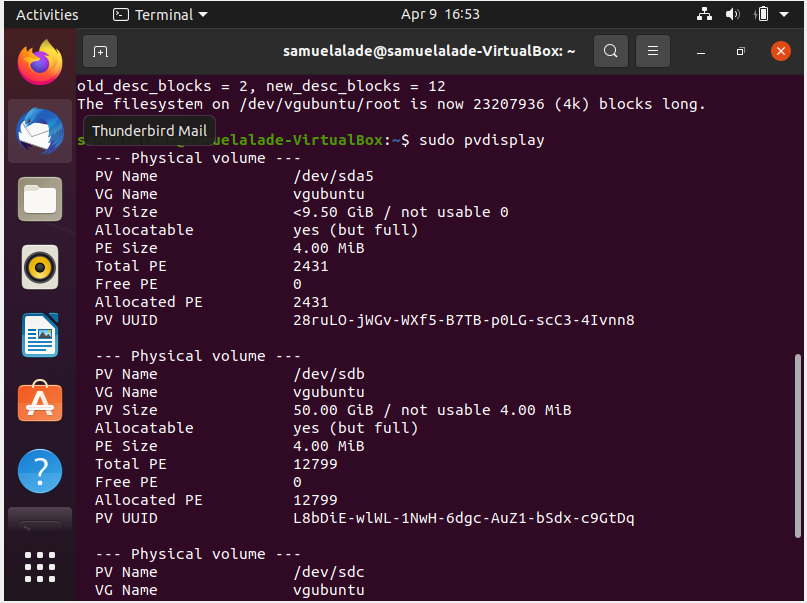 Activities Terminal Apr 9 16:53
samuelalade@samuelalade-VirtualBox: ~
old_desc_blocks = 2, new_desc_blocks = 12
The filesystem on /dev/vgubuntu/root is now 23207936 (4k) blocks long.
Thunderbird Mail
elalade-VirtualBox:~$ sudo pvdisplay
--- Physical volume ---
PV Name /dev/sda5
VG Name vgubuntu
PV Size <9.50 GiB / not usable 0
Allocatable yes (but full)
PE Size 4.00 MiB
Total PE 2431
Free PE 0
Allocated PE 2431
PV UUID 28ruLO-jWGv-WXf5-B7TB-p0LG-scC3-4Ivnn8
--- Physical volume ---
PV Name /dev/sdb
VG Name vgubuntu
PV Size 50.00 GiB / not usable 4.00 MiB
Allocatable yes (but full)
PE Size 4.00 MiB
Total PE 12799
Free PE 0
Allocated PE 12799
PV UUID L8bDiE-wlWL-1NwH-6dgc-AuZ1-bSdx-c9GtDq
--- Physical volume ---
PV Name /dev/sdc
VG Name vgubuntu